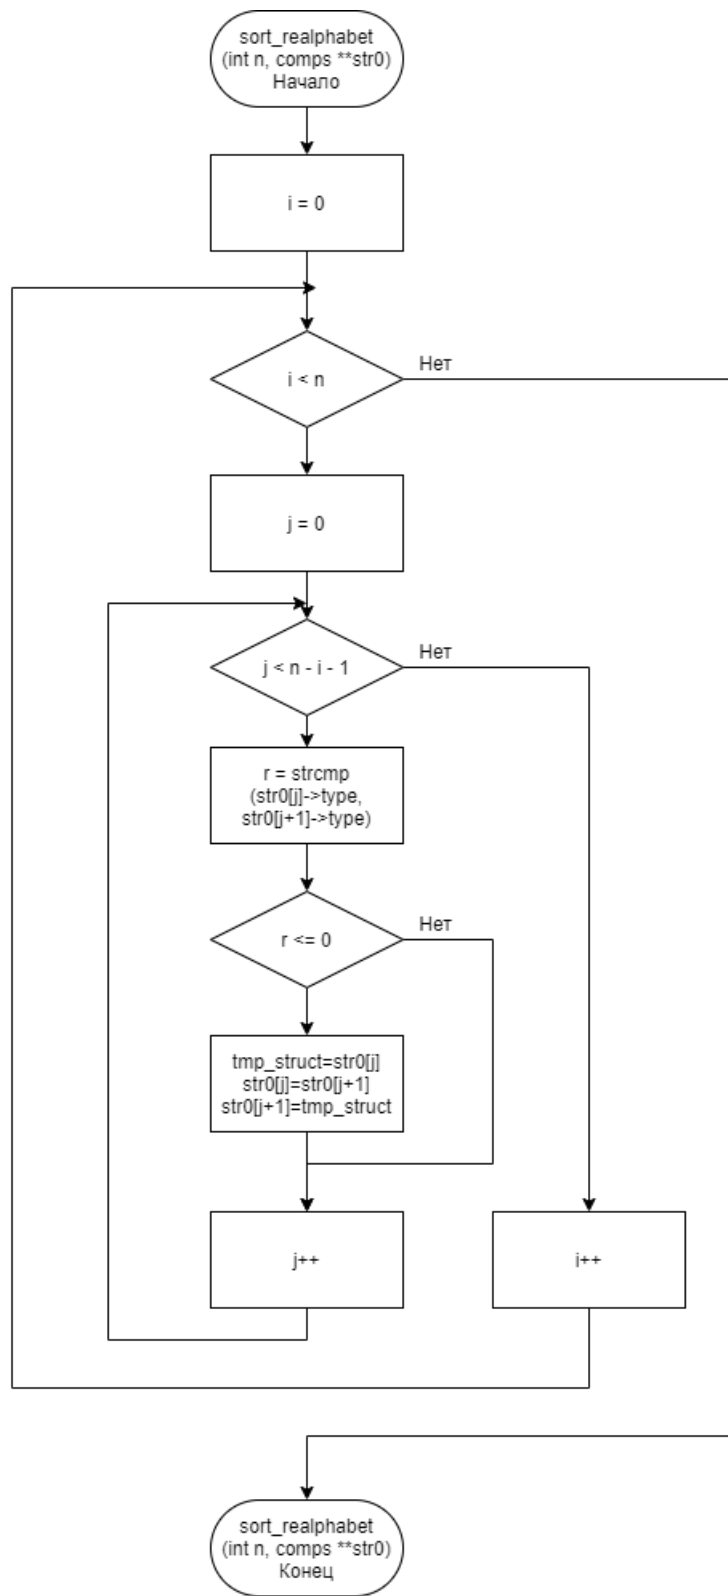 sort_realphabet
(int n, comps **str0)
Начало
i = 0
i < n
Нет
j = 0
j < n - i - 1
Нет
r = strcmp
(str0[j]->type,
str0[j+1]->type)
r <= 0
Нет
tmp_struct=str0[j]
str0[j]=str0[j+1]
str0[j+1]=tmp_struct
j++
i++
sort_realphabet
(int n, comps **str0)
Конец